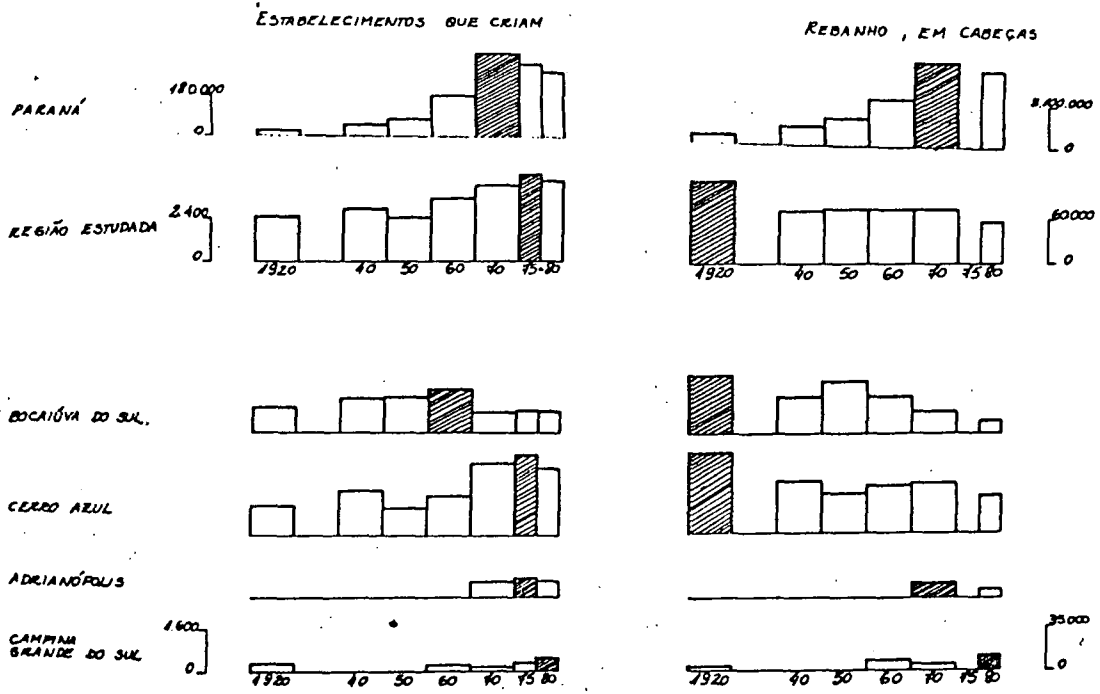 ESTABELECIMENTOS QUE CRIAM
REBANHO, EM CABEÇAS
PARANÁ
180.000
0
0
REGIÃO ESTUDADA
2.400
0
60.000
0
1920 40 50 60 70 75 80
1920 40 50 60 70 75 80
BOCAIÚVA DO SUL.
CERRO AZUL
ADRIANÓPOLIS
CAMPINA
GRANDE DO SUL
1.600
0
35.000
0
1920 40 50 60 70 75 80
1920 40 50 60 70 75 80